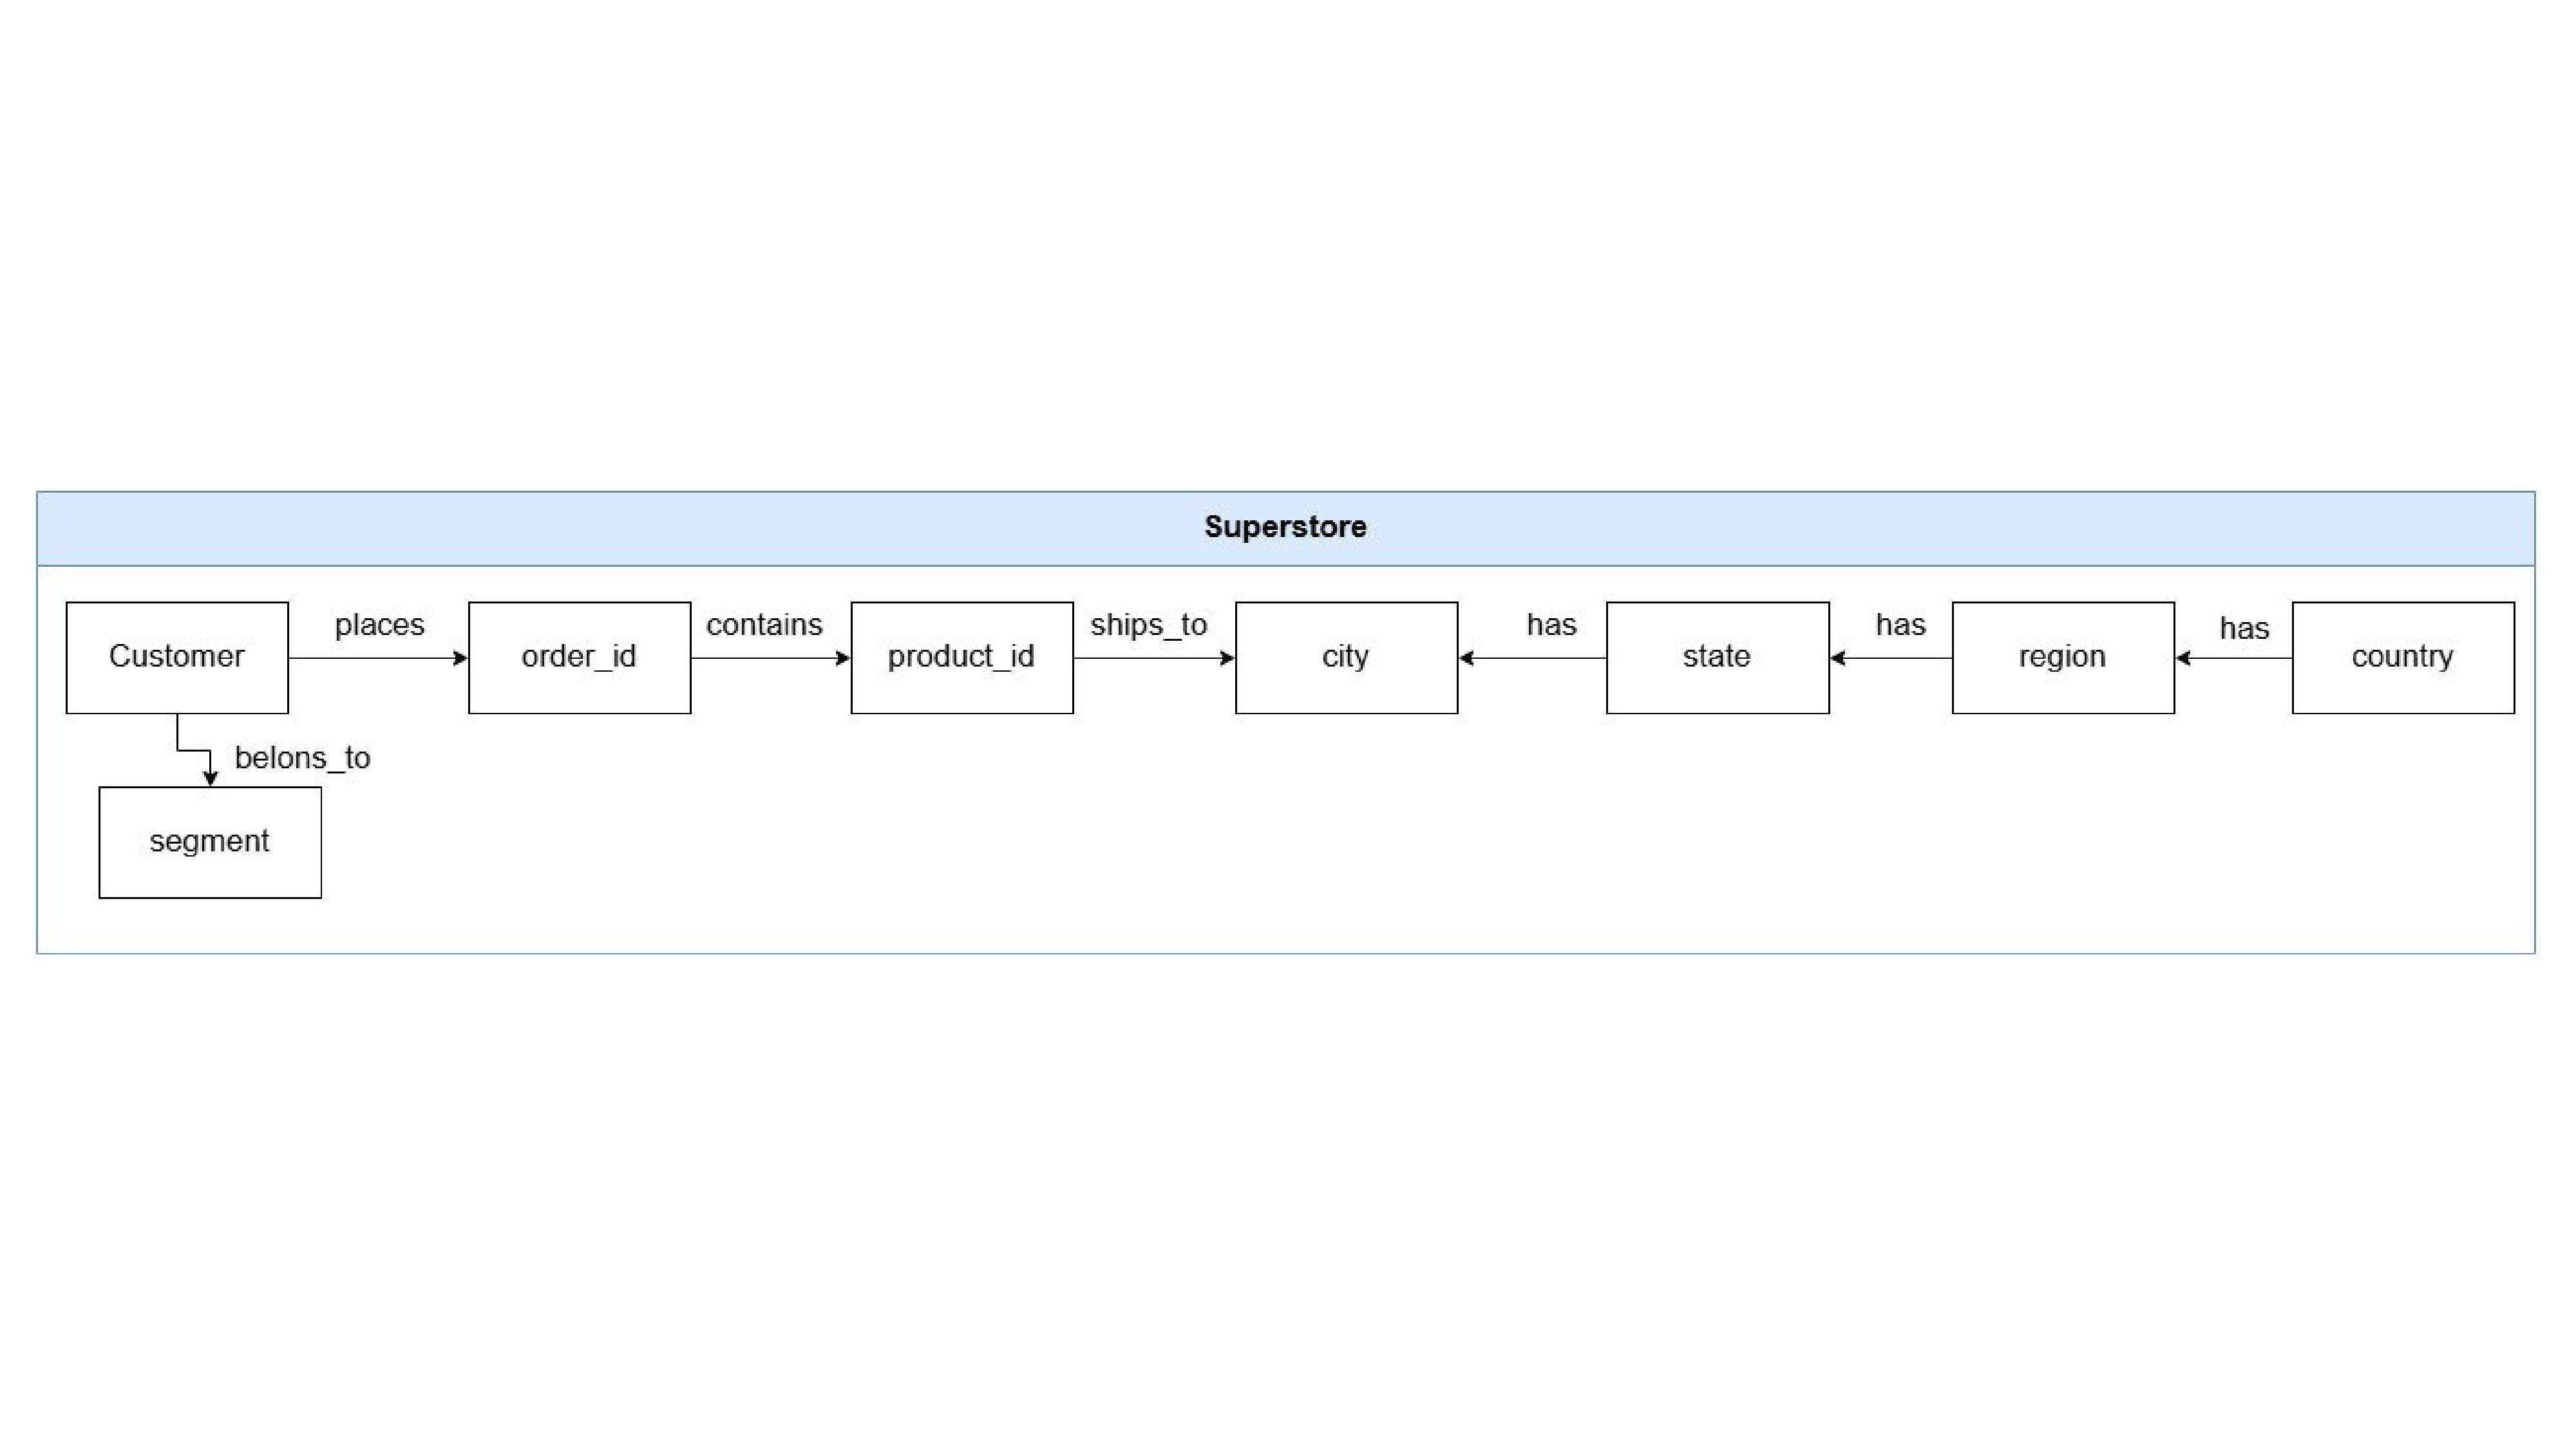 Superstore
Customer
places
order_id
contains
product_id
ships_to
city
has
state
has
region
has
country
belons_to
segment